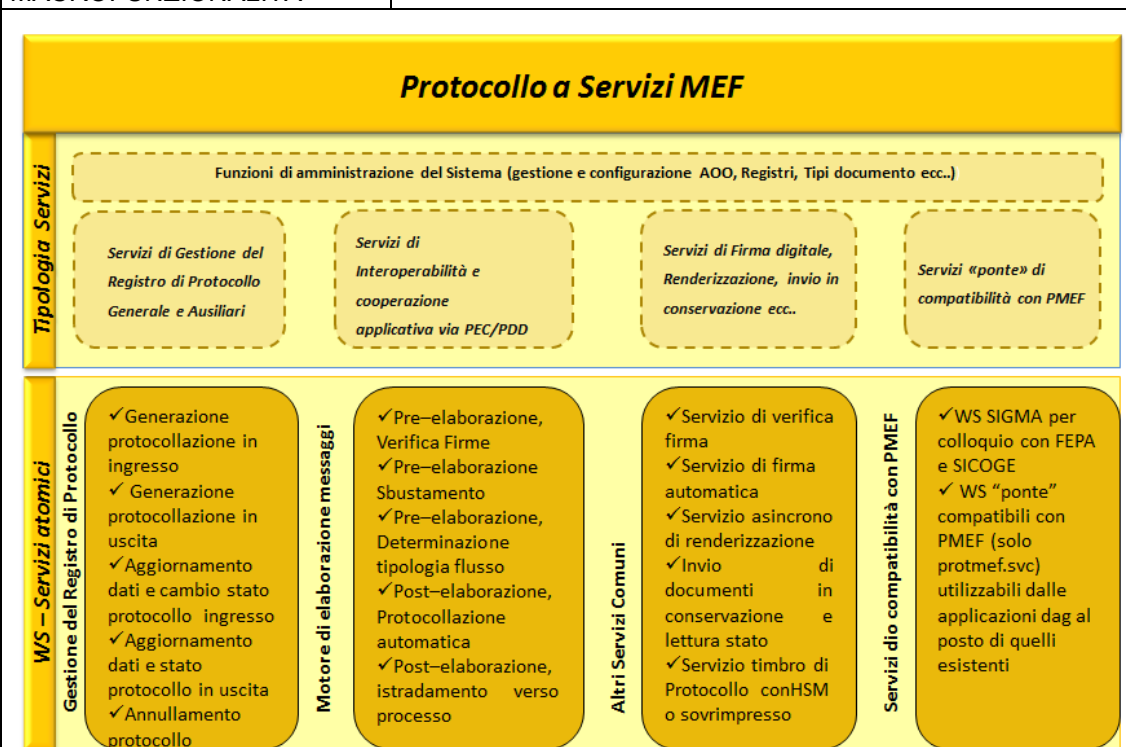 MACROFUNZIONALITA'
Protocollo a Servizi MEF
Tipologia Servizi
Funzioni di amministrazione del Sistema (gestione e configurazione AOO, Registri, Tipi documento ecc..)
Servizi di Gestione del
Registro di Protocollo
Generale e Ausiliari
Servizi di
Interoperabilità e
cooperazione
applicativa via PEC/PDD
Servizi di Firma digitale,
Renderizzazione, invio in
conservazione ecc..
Servizi «ponte» di
compatibilità con PMEF
WS – Servizi atomici
Gestione del Registro di Protocollo
✓Generazione
protocollazione in
ingresso
✓ Generazione
protocollazione in
uscita
✓Aggiornamento
dati e cambio stato
protocollo ingresso
✓Aggiornamento
dati e stato
protocollo in uscita
✓Annullamento
protocollo
Motore di elaborazione messaggi
✓Pre–elaborazione,
Verifica Firme
✓Pre–elaborazione
Sbustamento
✓Pre–elaborazione,
Determinazione
tipologia flusso
✓Post–elaborazione,
Protocollazione
automatica
✓Post–elaborazione,
istradamento verso
processo
Altri Servizi Comuni
✓Servizio di verifica
firma
✓Servizio di firma
automatica
✓Servizio asincrono
di renderizzazione
✓Invio di
documenti in
conservazione e
lettura stato
✓Servizio timbro di
Protocollo conHSM
o sovrimpresso
Servizi dio compatibilità con PMEF
✓WS SIGMA per
colloquio con FEPA
e SICOGE
✓ WS “ponte”
compatibili con
PMEF (solo
protmef.svc)
utilizzabili dalle
applicazioni dag al
posto di quelli
esistenti